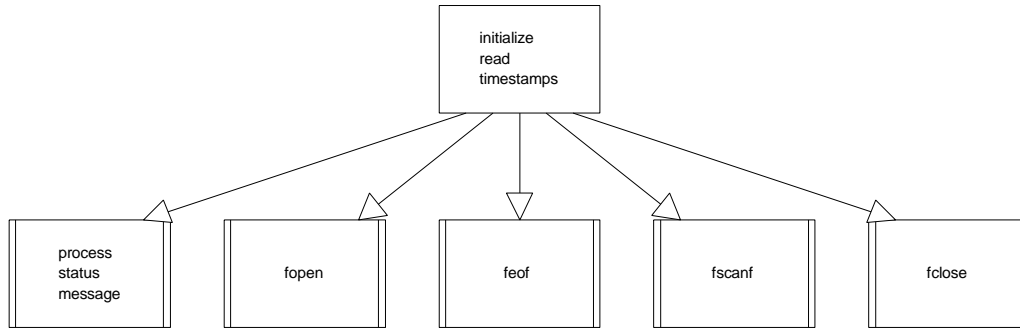 initialize
read
timestamps
process
status
message
fopen
feof
fscanf
fclose